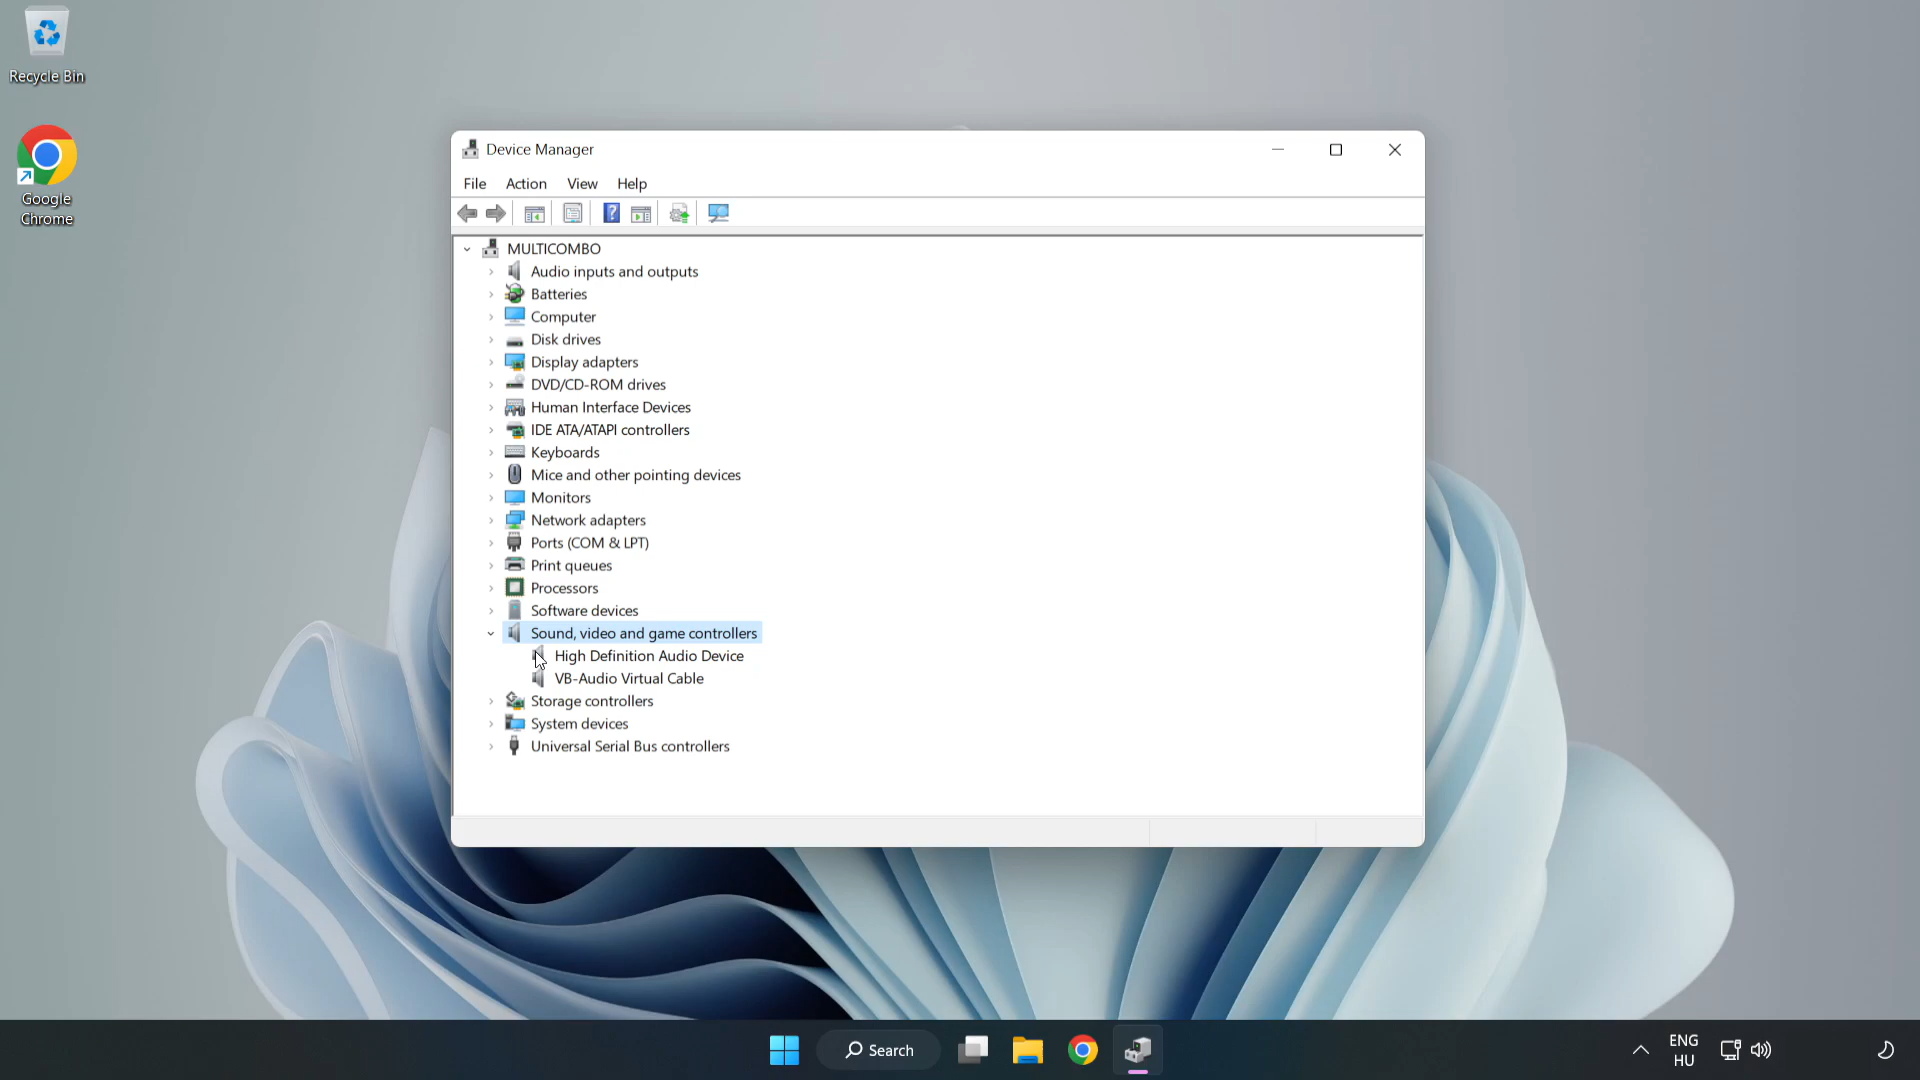 Recycle Bin
Google
Chrome
Device Manager
File Action View Help
MULTICOMBO
Audio inputs and outputs
Batteries
Computer
Disk drives
Display adapters
DVD/CD-ROM drives
Human Interface Devices
IDE ATA/ATAPI controllers
Keyboards
Mice and other pointing devices
Monitors
Network adapters
Ports (COM & LPT)
Print queues
Processors
Software devices
Sound, video and game controllers
High Definition Audio Device
VB-Audio Virtual Cable
Storage controllers
System devices
Universal Serial Bus controllers
Search
ENG
HU